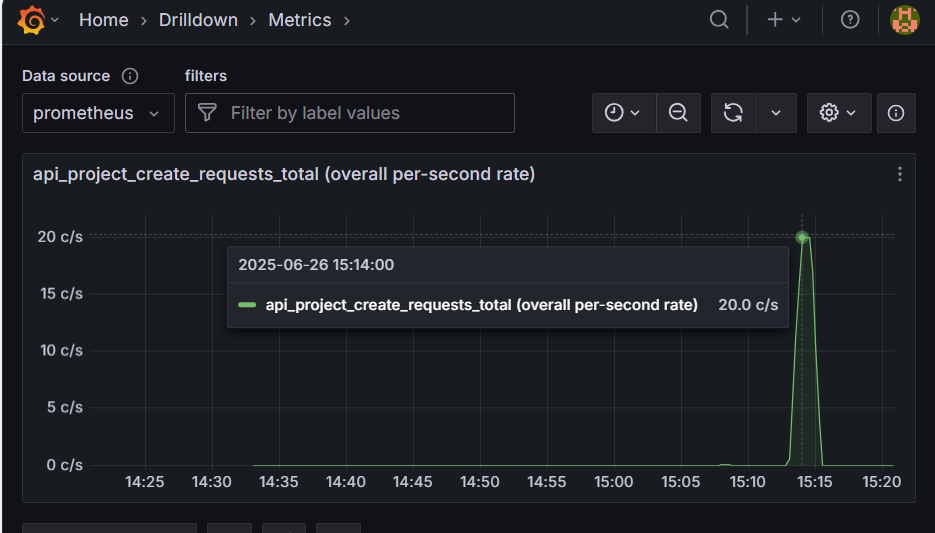 Home › Drilldown › Metrics ›
Data source filters
prometheus Filter by label values
api_project_create_requests_total (overall per-second rate)
20 c/s
2025-06-26 15:14:00
15 c/s
api_project_create_requests_total (overall per-second rate) 20.0 c/s
10 c/s
5 c/s
0 c/s
14:25 14:30 14:35 14:40 14:45 14:50 14:55 15:00 15:05 15:10 15:15 15:20